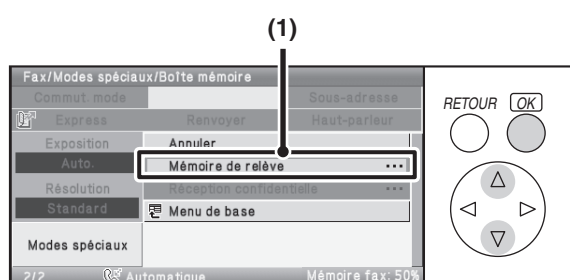 (1)
Fax/Modes spéciaux/Boîte mémoire
Commut. mode Sous-adresse
Express Renvoyer Haut-parleur
Exposition Annuler
Auto. Mémoire de relève ...
Résolution Réception confidentielle ...
Standard Menu de base
Modes spéciaux
2/2 Automatique Mémoire fax: 50%
RETOUR OK